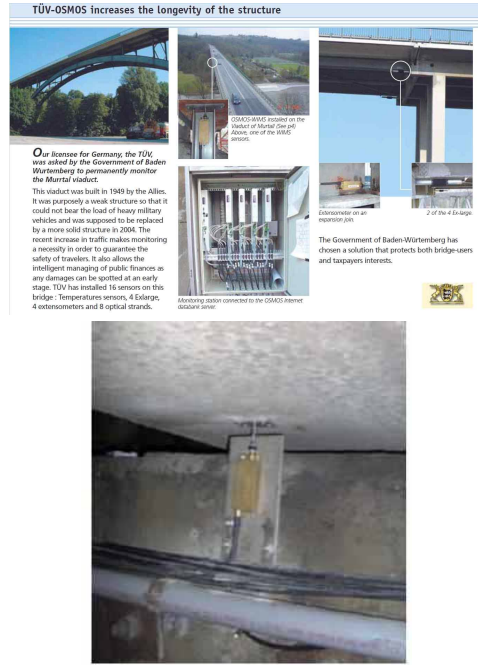 TÜV-OSMOS increases the longevity of the structure
Our licensee for Germany, the TÜV,
was asked by the Government of Baden
Wurtemberg to permanently monitor
the Murrtal viaduct.
This viaduct was built in 1949 by the Allies.
It was purposely a weak structure so that it
could not bear the load of heavy military
vehicles and was supposed to be replaced
by a more solid structure in 2004. The
recent increase in traffic makes monitoring
a necessity in order to guarantee the
safety of travelers. It also allows the
intelligent managing of public finances as
any damages can be spotted at an early
stage. TÜV has installed 16 sensors on this
bridge : Temperatures sensors, 4 Exlarge,
4 extensometers and 8 optical strands.
OSMOS-WIMS installed on the
Viaduct of Murtail (See p4)
Above, one of the WIMS
sensors.
Monitoring station connected to the OSMOS Internet
databank server.
Extensometer on an
expansion join.
2 of the 4 Ex-large.
The Government of Baden-Würtemberg has
chosen a solution that protects both bridge-users
and taxpayers interests.